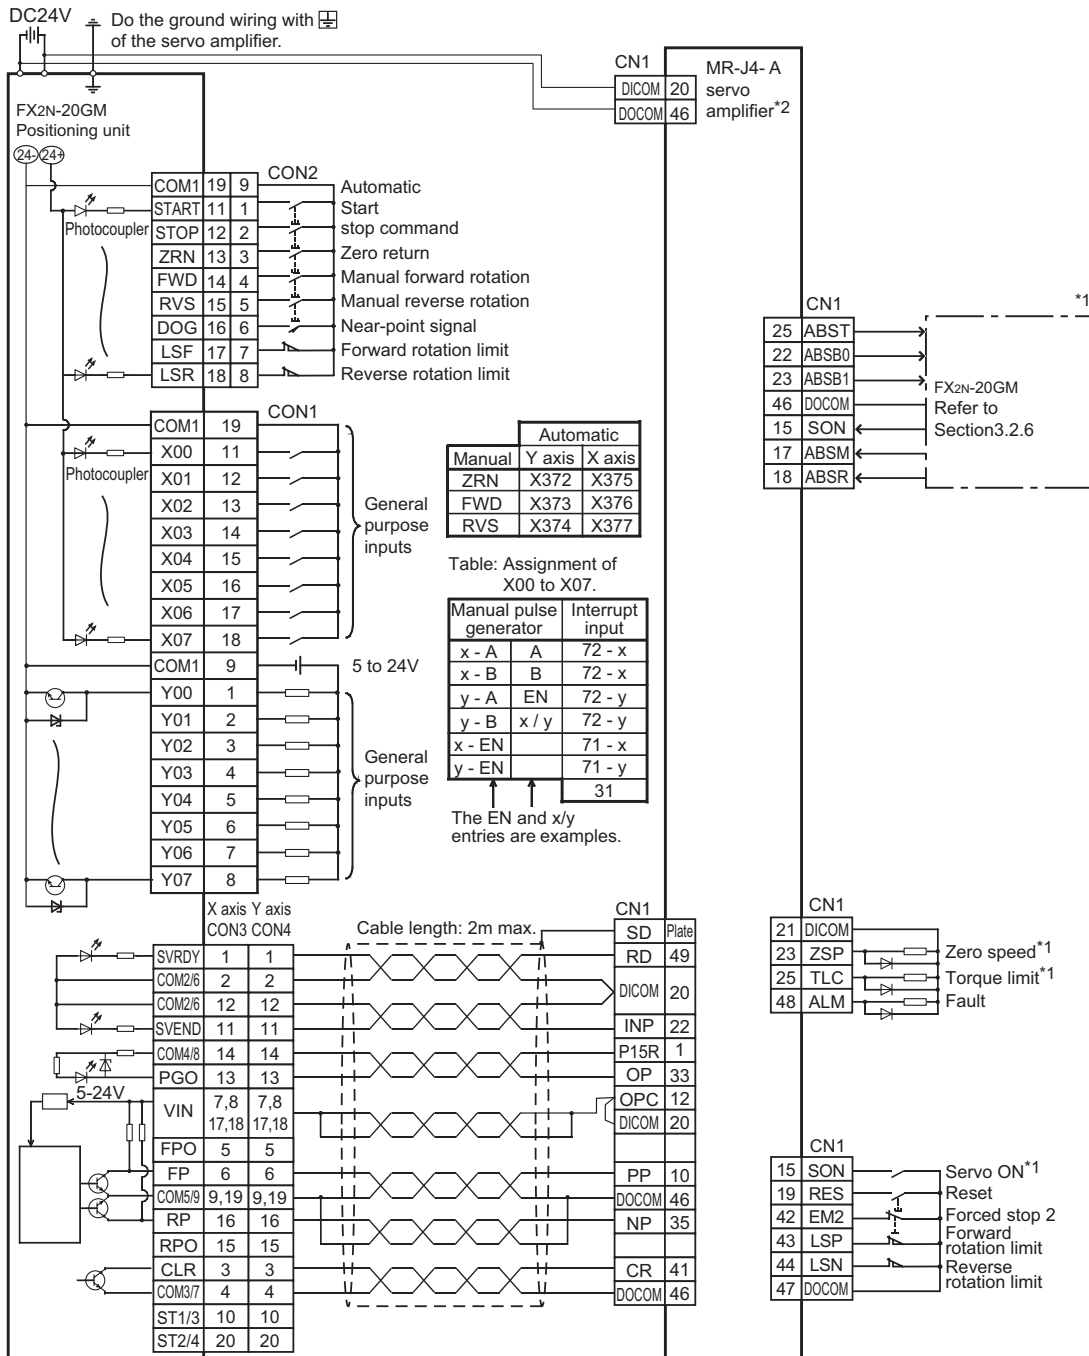 DC24V
Do the ground wiring with
of the servo amplifier.
CN1
DICOM 20
DOCOM 46
MR-J4- A
servo
amplifier*2
FX2N-20GM
Positioning unit
24- 24+
CON2
COM1 19 9 Automatic
START 11 1 Start
STOP 12 2 stop command
ZRN 13 3 Zero return
FWD 14 4 Manual forward rotation
RVS 15 5 Manual reverse rotation
DOG 16 6 Near-point signal
LSF 17 7 Forward rotation limit
LSR 18 8 Reverse rotation limit
Photocoupler
CON1
COM1 19
X00 11
X01 12
X02 13
X03 14
X04 15
X05 16
X06 17
X07 18
Photocoupler
General
purpose
inputs
COM1 9 5 to 24V
Y00 1
Y01 2
Y02 3
Y03 4
Y04 5
Y05 6
Y06 7
Y07 8
General
purpose
inputs
Automatic
Manual Y axis X axis
ZRN X372 X375
FWD X373 X376
RVS X374 X377
Table: Assignment of
X00 to X07.
Manual pulse
generator
Interrupt
input
x - A A 72 - x
x - B B 72 - x
y - A EN 72 - y
y - B x / y 72 - y
x - EN 71 - x
y - EN 71 - y
31
The EN and x/y
entries are examples.
CN1
*1
25 ABST
22 ABSB0
23 ABSB1
46 DOCOM
15 SON
17 ABSM
18 ABSR
FX2N-20GM
Refer to
Section3.2.6
X axis Y axis
CON3 CON4
SVRDY 1 1
COM2/6 2 2
COM2/6 12 12
SVEND 11 11
COM4/8 14 14
PGO 13 13
5-24V
VIN 7,8 7,8
17,18 17,18
FPO 5 5
FP 6 6
COM5/9 9,19 9,19
RP 16 16
RPO 15 15
CLR 3 3
COM3/7 4 4
ST1/3 10 10
ST2/4 20 20
Cable length: 2m max.
CN1
SD Plate
RD 49
DICOM 20
INP 22
P15R 1
OP 33
OPC 12
DICOM 20
PP 10
DOCOM 46
NP 35
CR 41
DOCOM 46
CN1
21 DICOM
23 ZSP Zero speed*1
25 TLC Torque limit*1
48 ALM Fault
CN1
15 SON Servo ON*1
19 RES Reset
42 EM2 Forced stop 2
43 LSP Forward
rotation limit
44 LSN Reverse
rotation limit
47 DOCOM